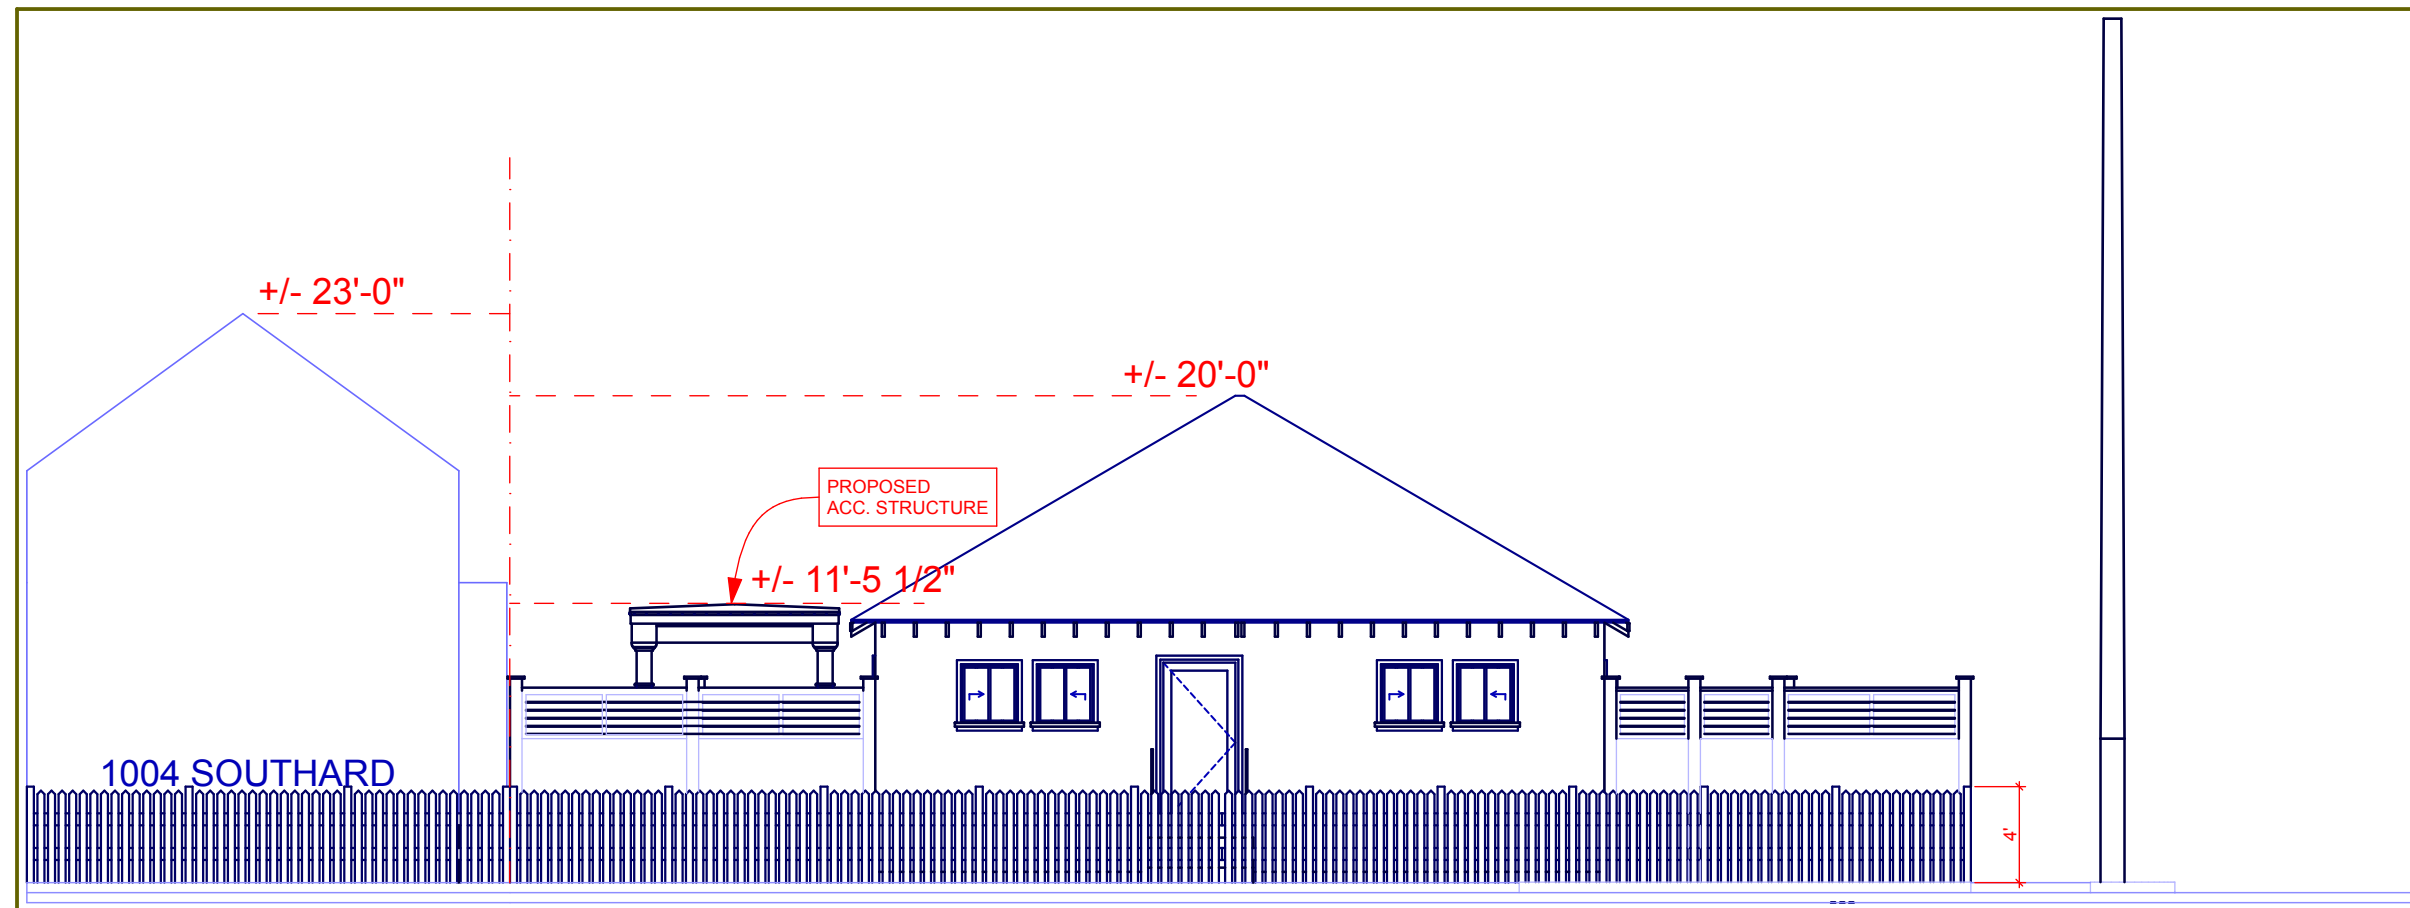 +/- 23'-0"
+/- 20'-0"
PROPOSED
ACC. STRUCTURE
+/- 11'-5 1/2"
1004 SOUTHARD
4'